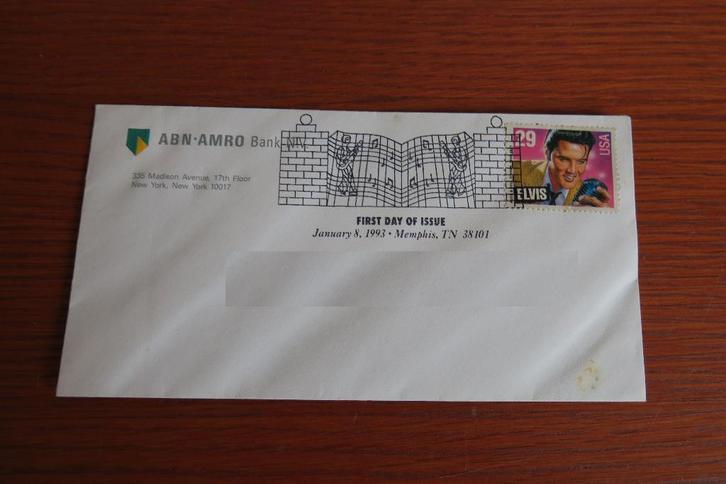 ABN·AMRO Bank N.V.
335 Madison Avenue, 17th Floor
New York, New York 10017
29
USA
ELVIS
FIRST DAY OF ISSUE
January 8, 1993 • Memphis, TN 38101